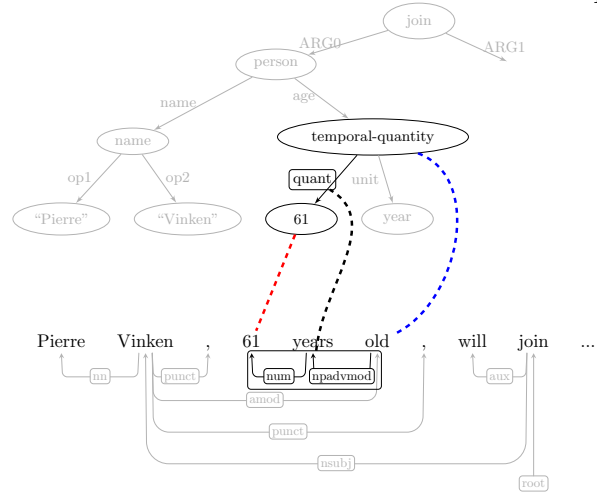 join
ARG0 ARG1
person
name age
name temporal-quantity
op1 op2 quant unit
“Pierre” “Vinken” 61 year
Pierre Vinken , 61 years old , will join ...
nn punct num npadvmod aux
amod
punct
nsubj
root